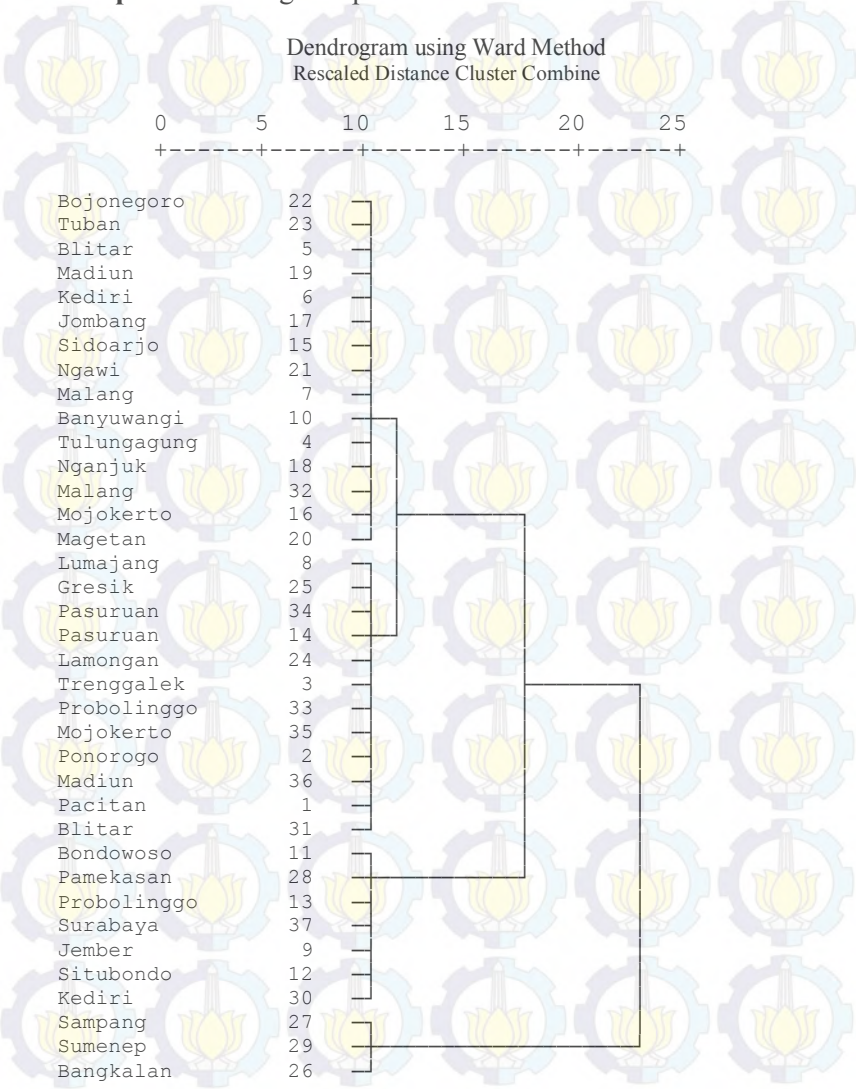 Dendrogram using Ward Method
Rescaled Distance Cluster Combine
0 5 10 15 20 25
+---------+---------+---------+---------+---------+
Bojonegoro 22
Tuban 23
Blitar 5
Madiun 19
Kediri 6
Jombang 17
Sidoarjo 15
Ngawi 21
Malang 7
Banyuwangi 10
Tulungagung 4
Nganjuk 18
Malang 32
Mojokerto 16
Magetan 20
Lumajang 8
Gresik 25
Pasuruan 34
Pasuruan 14
Lamongan 24
Trenggalek 3
Probolinggo 33
Mojokerto 35
Ponorogo 2
Madiun 36
Pacitan 1
Blitar 31
Bondowoso 11
Pamekasan 28
Probolinggo 13
Surabaya 37
Jember 9
Situbondo 12
Kediri 30
Sampang 27
Sumenep 29
Bangkalan 26